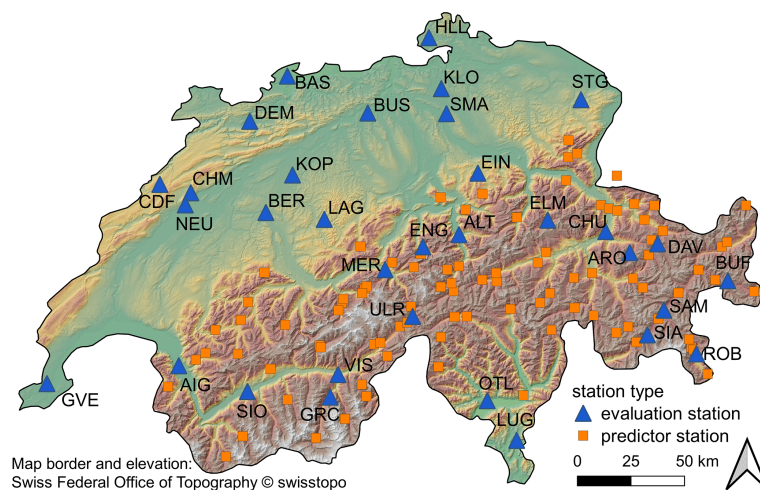 HLL
BAS
KLO
STG
DEM
BUS
SMA
KOP
EIN
CDF
CHM
NEU
BER
LAG
ELM
CHU
ENG
ALT
ARO
DAV
MER
BUF
ULR
SAM
SIA
ROB
AIG
VIS
GVE
SIO
GRC
OTL
LUG
station type
evaluation station
predictor station
0 25 50 km
Map border and elevation:
Swiss Federal Office of Topography © swisstopo